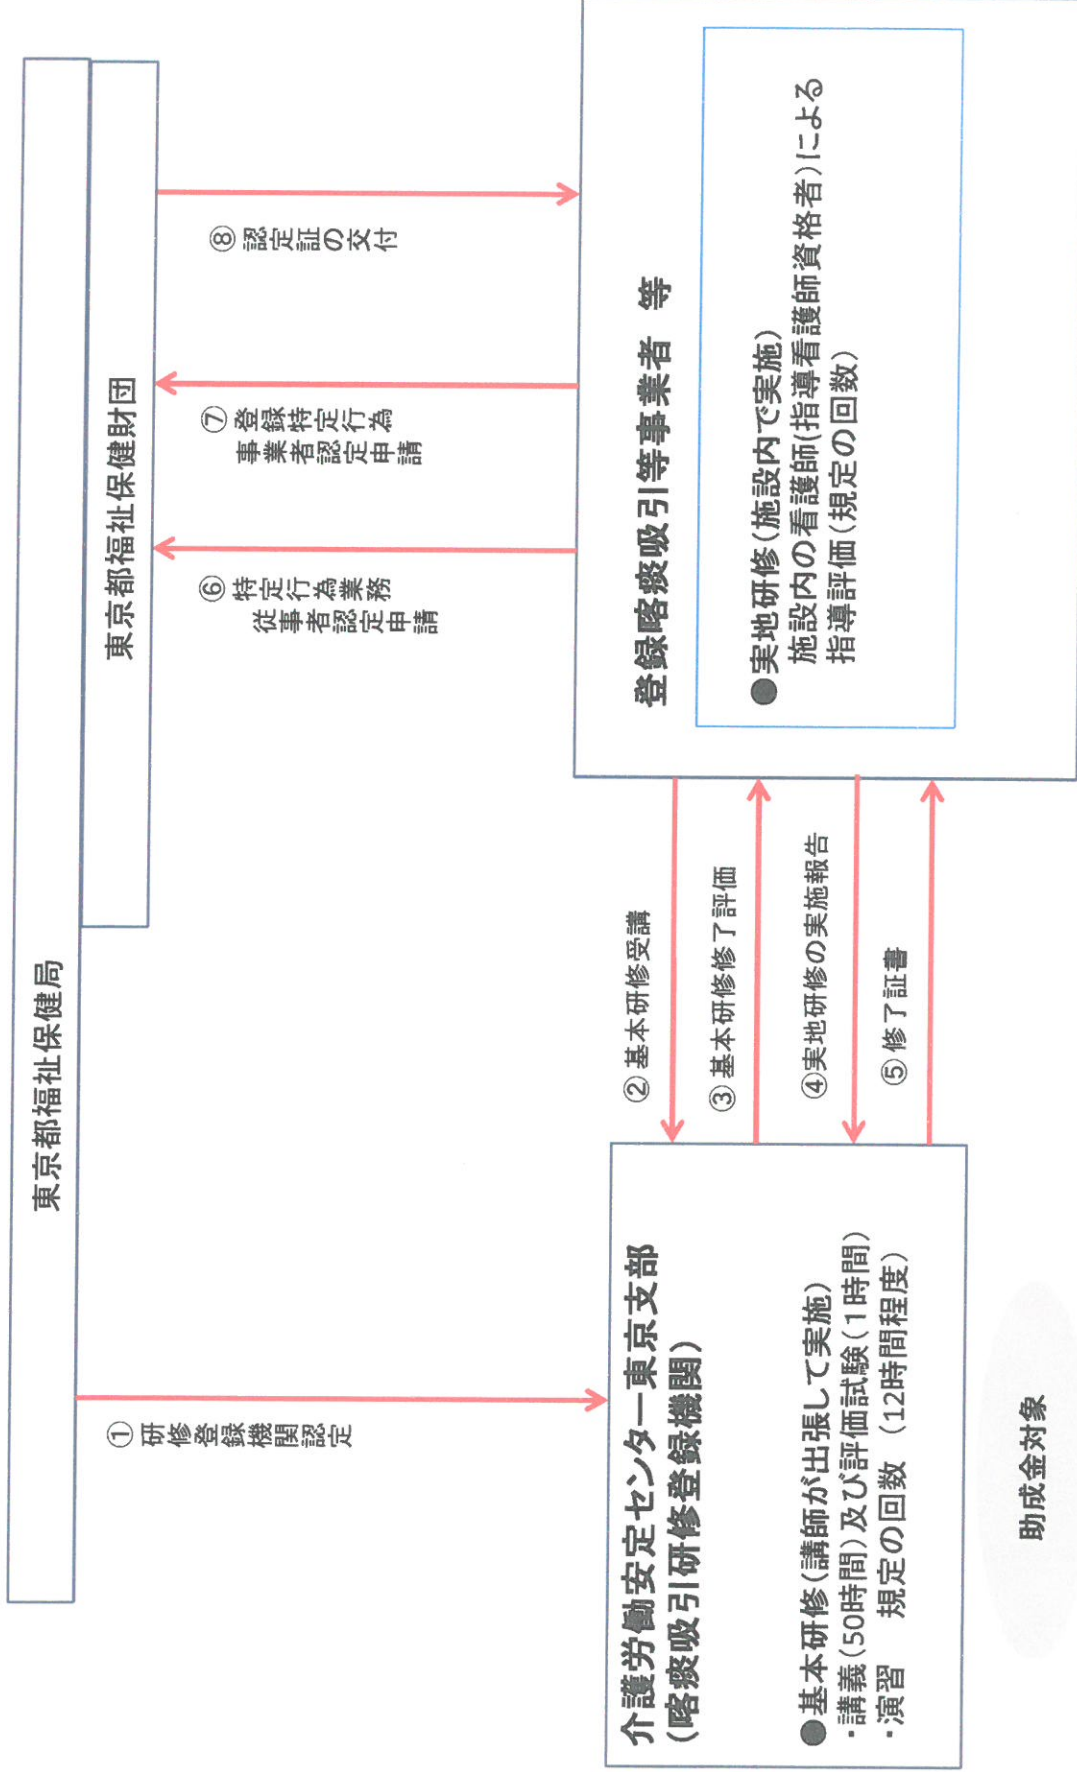 東京都福祉保健局
東京都福祉保健財団
① 研修登録機関認定
⑥ 特定行為業務
従事者認定申請
⑦ 登録特定行為
事業者認定申請
⑧ 認定証の交付
介護労働安定センター東京支部
(喀痰吸引研修登録機関)
●基本研修(講師が出張して実施)
・講義(50時間)及び評価試験(1時間)
・演習 規定の回数 (12時間程度)
② 基本研修受講
③ 基本研修修了評価
④実地研修の実施報告
⑤ 修了証書
登録喀痰吸引等事業者 等
●実地研修(施設内で実施)
施設内の看護師(指導看護師資格者)による
指導評価(規定の回数)
助成金対象